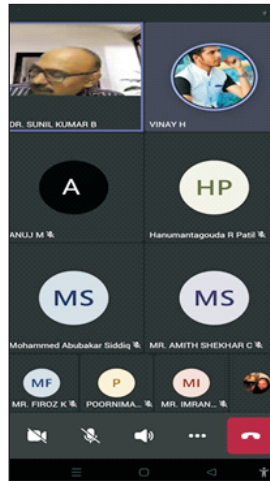 DR. SUNIL KUMAR B
VINAY H
A
HP
ANUJ M
Hanumantagouda R Patil
MS
MS
Mohammed Abubakar Siddiq
MR. AMITH SHEKHAR C
MF
P
MI
MR. FIROZ K
POORNIMA...
MR. IMRAN...